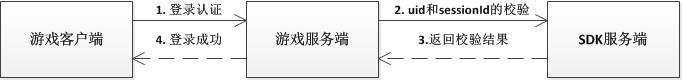 1. 登录认证
2. uid和sessionId的校验
游戏客户端
游戏服务端
SDK服务端
4. 登录成功
3.返回校验结果